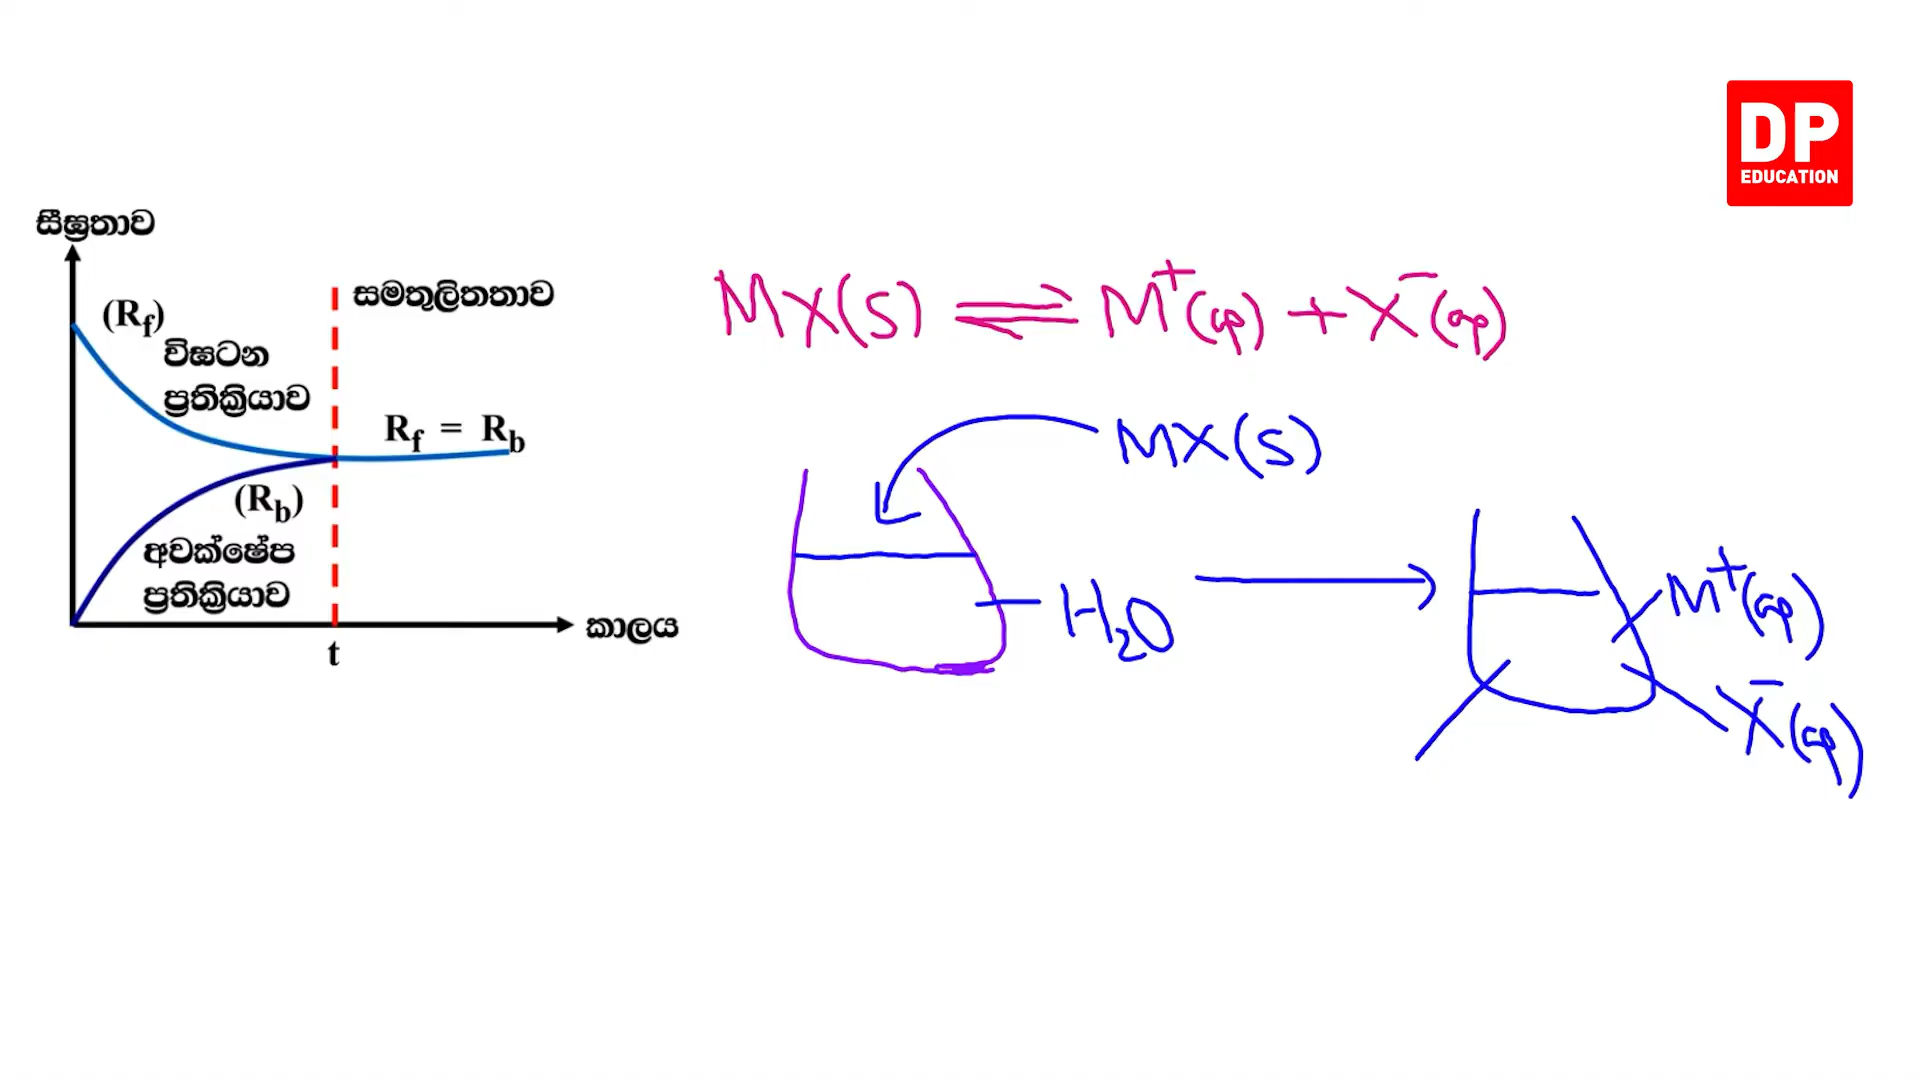 DP
EDUCATION
සීඝ්‍රතාව
(Rf)
විඝටන
ප්‍රතික්‍රියාව
සමතුලිතතාව
Rf = Rb
(Rb)
අවක්ෂේප
ප්‍රතික්‍රියාව
කාලය
t
MX(s) ⇌ M⁺(aq) + X⁻(aq)
MX(s)
H₂O
M⁺(aq)
X⁻(aq)